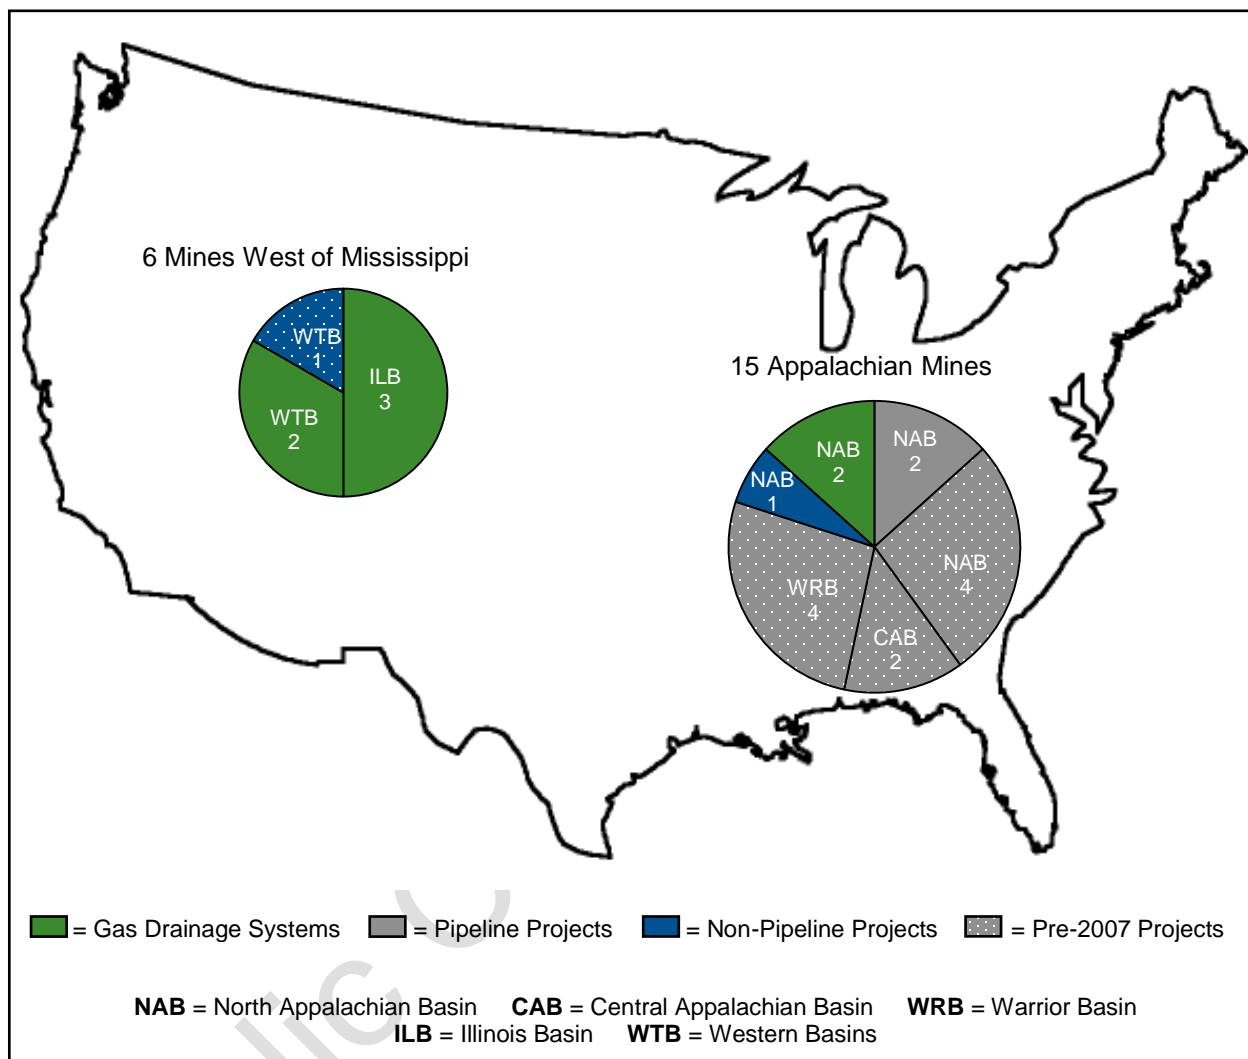 6 Mines West of Mississippi
WTB
1
ILB
3
WTB
2
15 Appalachian Mines
NAB
2
NAB
2
NAB
1
NAB
4
WRB
4
CAB
2
= Gas Drainage Systems = Pipeline Projects = Non-Pipeline Projects = Pre-2007 Projects
NAB = North Appalachian Basin CAB = Central Appalachian Basin WRB = Warrior Basin
ILB = Illinois Basin WTB = Western Basins